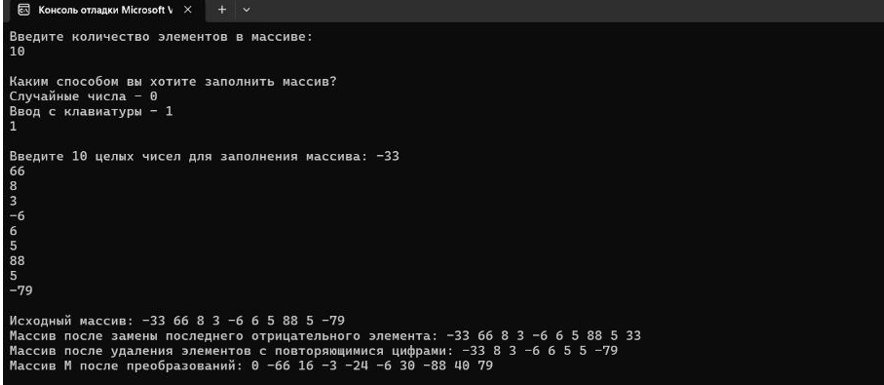 Консоль отладки Microsoft V
Введите количество элементов в массиве:
10
Каким способом вы хотите заполнить массив?
Случайные числа - 0
Ввод с клавиатуры - 1
1
Введите 10 целых чисел для заполнения массива: -33
66
8
3
-6
6
5
88
5
-79
Исходный массив: -33 66 8 3 -6 6 5 88 5 -79
Массив после замены последнего отрицательного элемента: -33 66 8 3 -6 6 5 88 5 33
Массив после удаления элементов с повторяющимися цифрами: -33 8 3 -6 6 5 5 -79
Массив М после преобразований: 0 -66 16 -3 -24 -6 30 -88 40 79